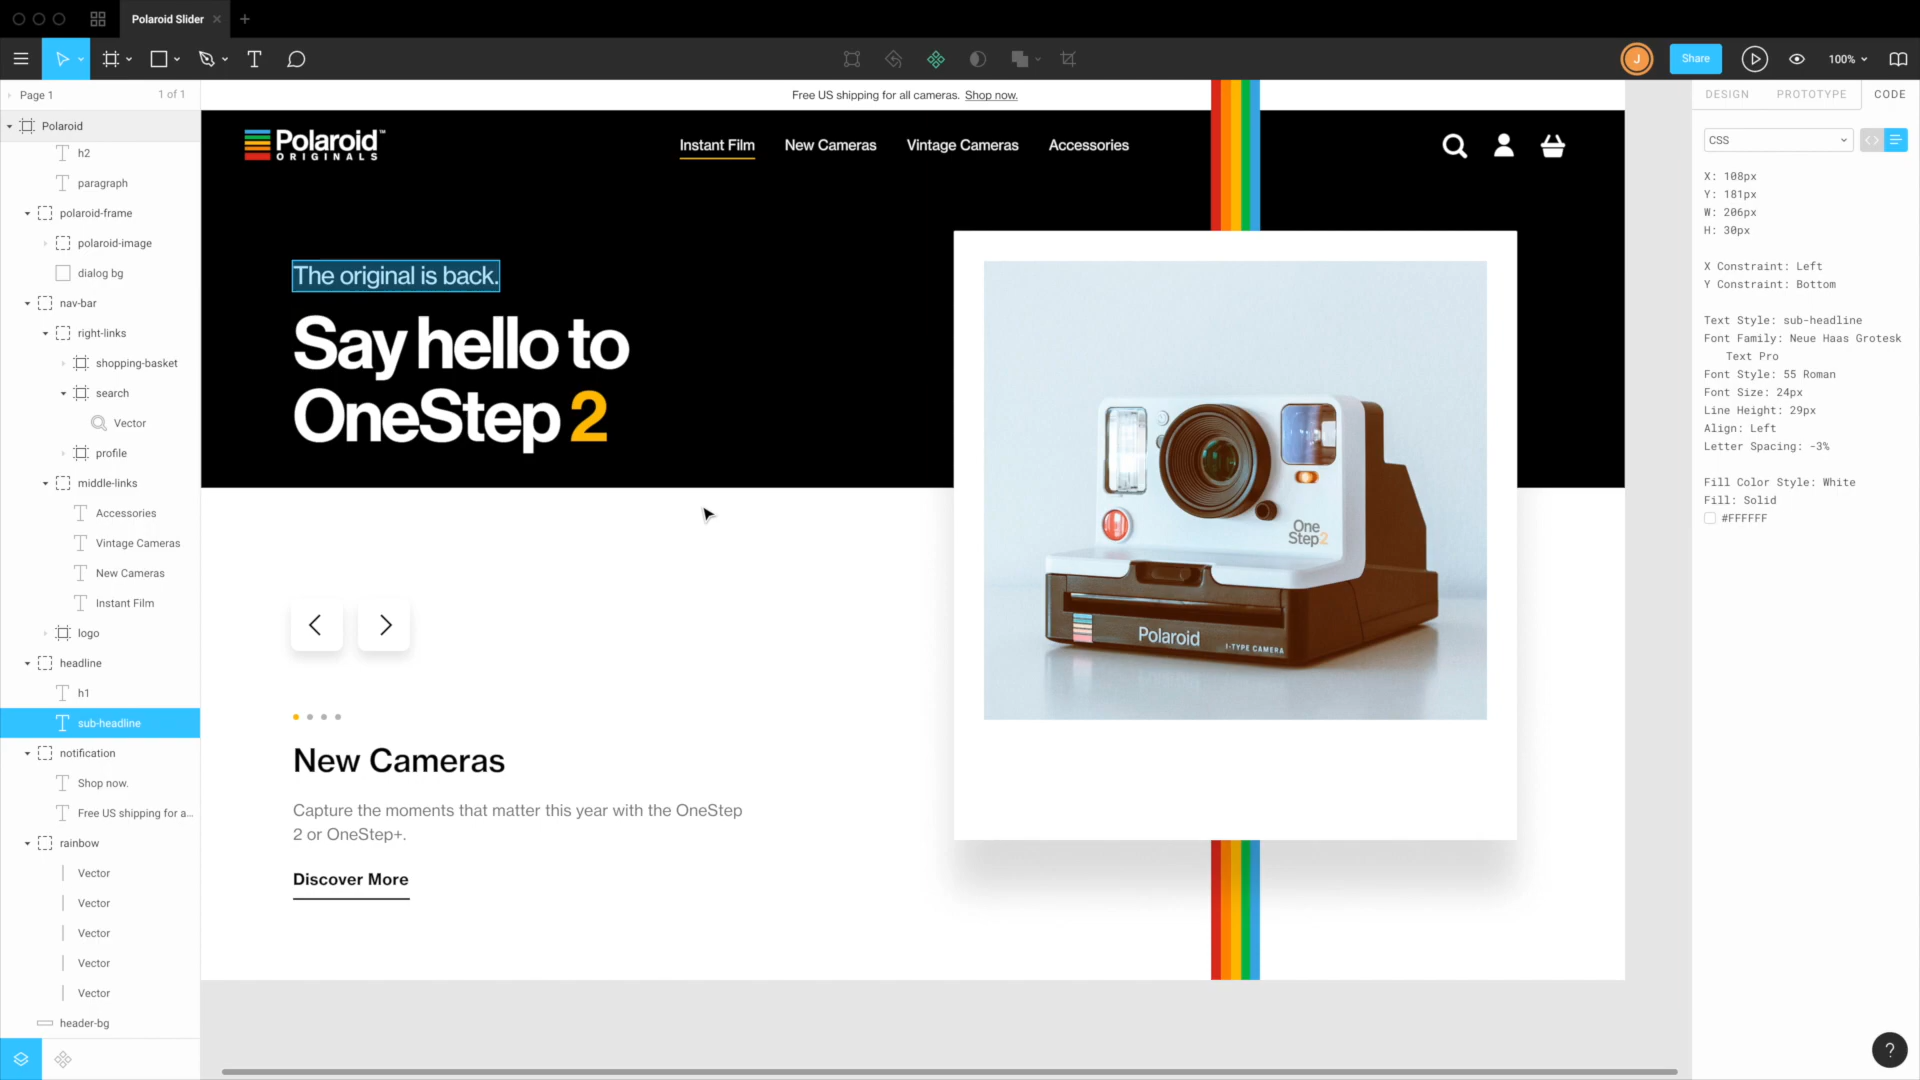 Polaroid Slider
J
Share
100%
Page 1
1 of 1
Polaroid
h2
paragraph
polaroid-frame
polaroid-image
dialog bg
nav-bar
right-links
shopping-basket
search
Vector
profile
middle-links
Accessories
Vintage Cameras
New Cameras
Instant Film
logo
headline
h1
sub-headline
notification
Shop now.
Free US shipping for a...
rainbow
Vector
Vector
Vector
Vector
Vector
header-bg
Free US shipping for all cameras. Shop now.
Polaroid™
ORIGINALS
Instant Film
New Cameras
Vintage Cameras
Accessories
The original is back.
Say hello to
OneStep 2
One
Step2
Polaroid
I-TYPE CAMERA
New Cameras
Capture the moments that matter this year with the OneStep
2 or OneStep+.
Discover More
DESIGN
PROTOTYPE
CODE
CSS
X: 108px
Y: 181px
W: 206px
H: 30px
X Constraint: Left
Y Constraint: Bottom
Text Style: sub-headline
Font Family: Neue Haas Grotesk
Text Pro
Font Style: 55 Roman
Font Size: 24px
Line Height: 29px
Align: Left
Letter Spacing: -3%
Fill Color Style: White
Fill: Solid
#FFFFFF
?